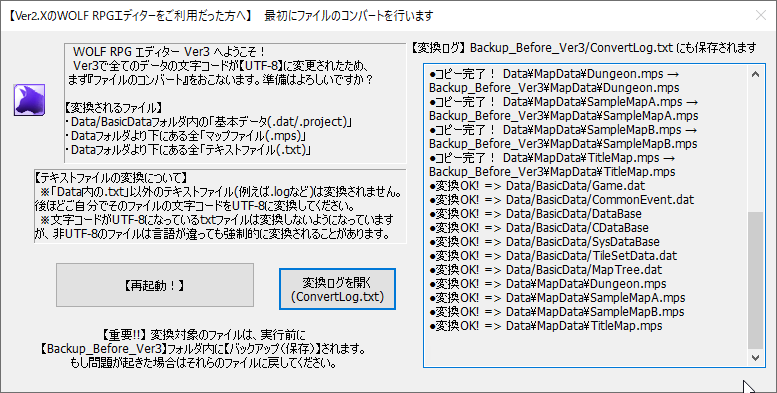 【Ver2.XのWOLF RPGエディターをご利用だった方へ】　最初にファイルのコンバートを行います
WOLF RPG エディター Ver3 へようこそ！
Ver3で全てのデータの文字コードが【UTF-8】に変更されたため、
まず『ファイルのコンバート』をおこないます。準備はよろしいですか？
【変換されるファイル】
・Data/BasicDataフォルダ内の「基本データ(.dat/.project)」
・Dataフォルダより下にある全「マップファイル(.mps)」
・Dataフォルダより下にある全「テキストファイル(.txt)」
【テキストファイルの変換について】
※「Data内の.txt」以外のテキストファイル(例えば.logなど)は変換されません。
後ほどご自分でそのファイルの文字コードをUTF-8に変換してください。
※文字コードがUTF-8になっているtxtファイルは変換しないようになっています
が、非UTF-8のファイルは言語が違っても強制的に変換されることがあります。
【再起動！】
変換ログを開く
(ConvertLog.txt)
【重要!!】 変換対象のファイルは、実行前に
【Backup_Before_Ver3】フォルダ内に【バックアップ（保存）】されます。
もし問題が起きた場合はそれらのファイルに戻してください。
【変換ログ】 Backup_Before_Ver3/ConvertLog.txt にも保存されます
●コピー完了！ Data¥MapData¥Dungeon.mps →
Backup_Before_Ver3¥MapData¥Dungeon.mps
●コピー完了！ Data¥MapData¥SampleMapA.mps →
Backup_Before_Ver3¥MapData¥SampleMapA.mps
●コピー完了！ Data¥MapData¥SampleMapB.mps →
Backup_Before_Ver3¥MapData¥SampleMapB.mps
●コピー完了！ Data¥MapData¥TitleMap.mps →
Backup_Before_Ver3¥MapData¥TitleMap.mps
●変換OK! => Data/BasicData/Game.dat
●変換OK! => Data/BasicData/CommonEvent.dat
●変換OK! => Data/BasicData/DataBase
●変換OK! => Data/BasicData/CDataBase
●変換OK! => Data/BasicData/SysDataBase
●変換OK! => Data/BasicData/TileSetData.dat
●変換OK! => Data/BasicData/MapTree.dat
●変換OK! => Data¥MapData¥Dungeon.mps
●変換OK! => Data¥MapData¥SampleMapA.mps
●変換OK! => Data¥MapData¥SampleMapB.mps
●変換OK! => Data¥MapData¥TitleMap.mps